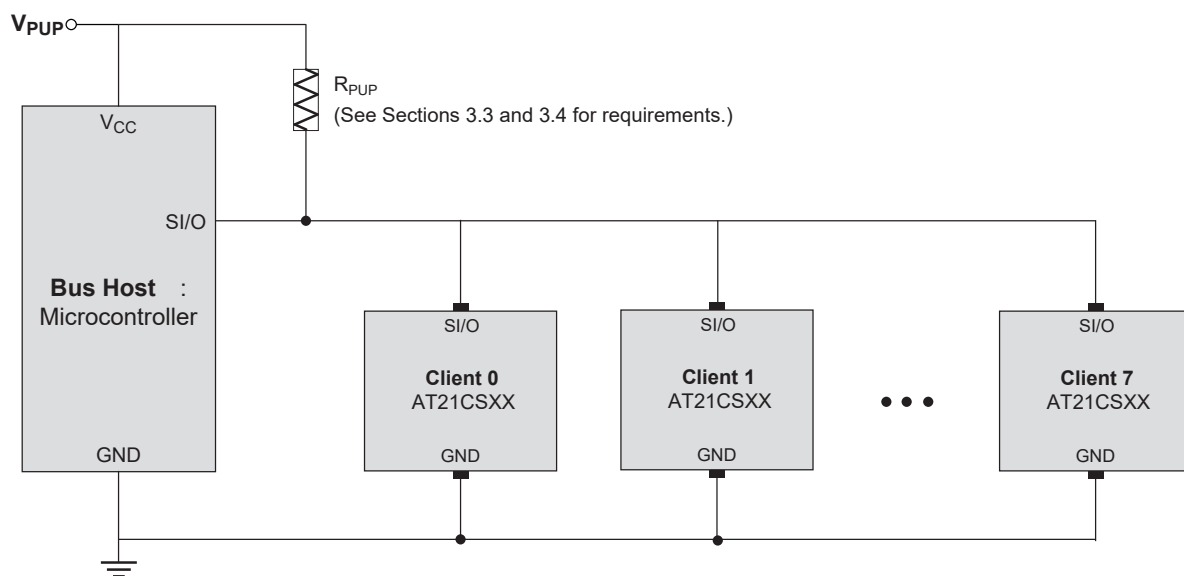 VPUP
RPUP
(See Sections 3.3 and 3.4 for requirements.)
VCC
SI/O
Bus Host :
Microcontroller
GND
SI/O
Client 0
AT21CSXX
GND
SI/O
Client 1
AT21CSXX
GND
• • •
SI/O
Client 7
AT21CSXX
GND